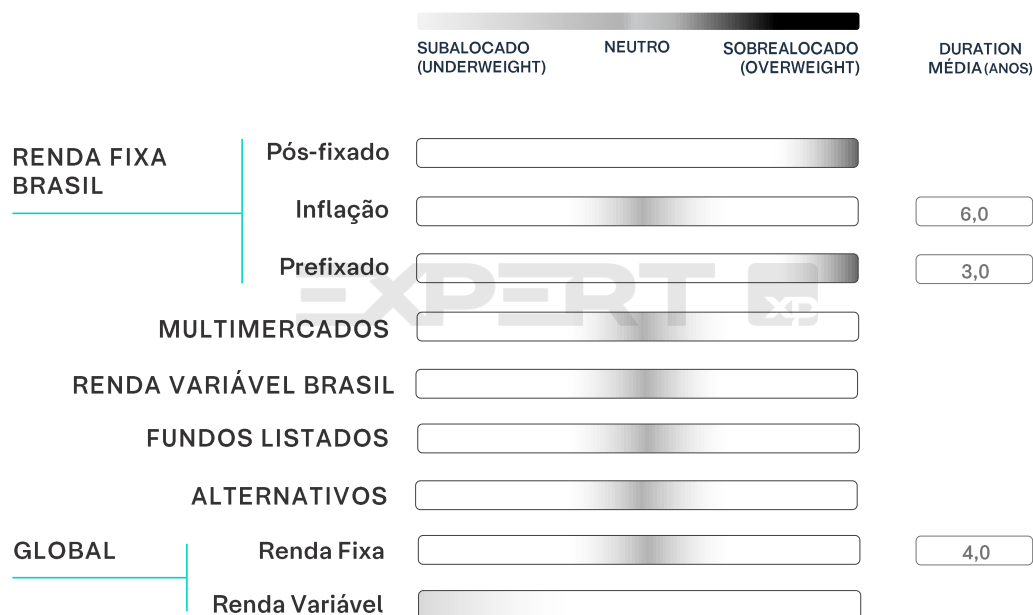 SUBALOCADO
(UNDERWEIGHT)
NEUTRO
SOBREALOCADO
(OVERWEIGHT)
DURATION
MÉDIA (ANOS)
RENDA FIXA
BRASIL
Pós-fixado
Inflação
6,0
Prefixado
3,0
EXPERT xp
MULTIMERCADOS
RENDA VARIÁVEL BRASIL
FUNDOS LISTADOS
ALTERNATIVOS
GLOBAL
Renda Fixa
4,0
Renda Variável